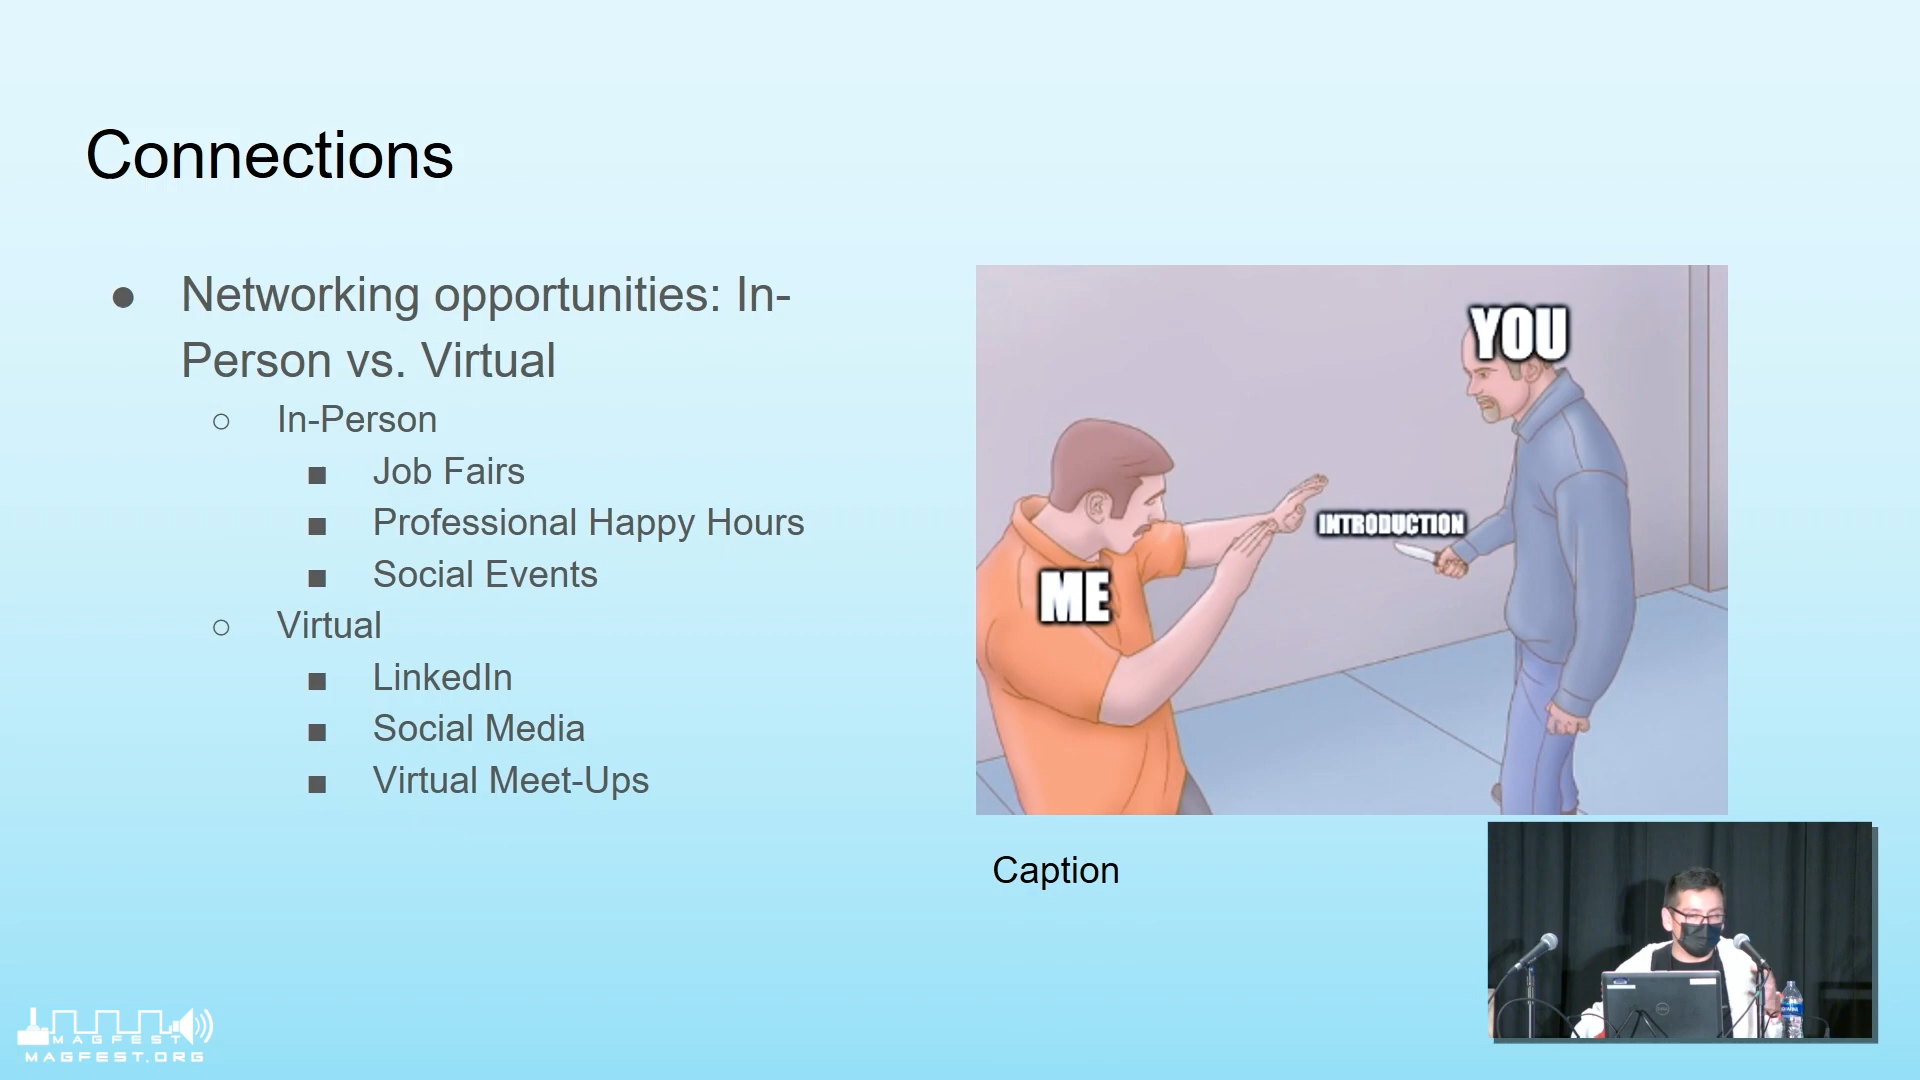 Connections
● Networking opportunities: In-
Person vs. Virtual
○ In-Person
■ Job Fairs
■ Professional Happy Hours
■ Social Events
○ Virtual
■ LinkedIn
■ Social Media
■ Virtual Meet-Ups
YOU
INTRODUCTION
ME
Caption
MAGFEST
MAGFEST.ORG